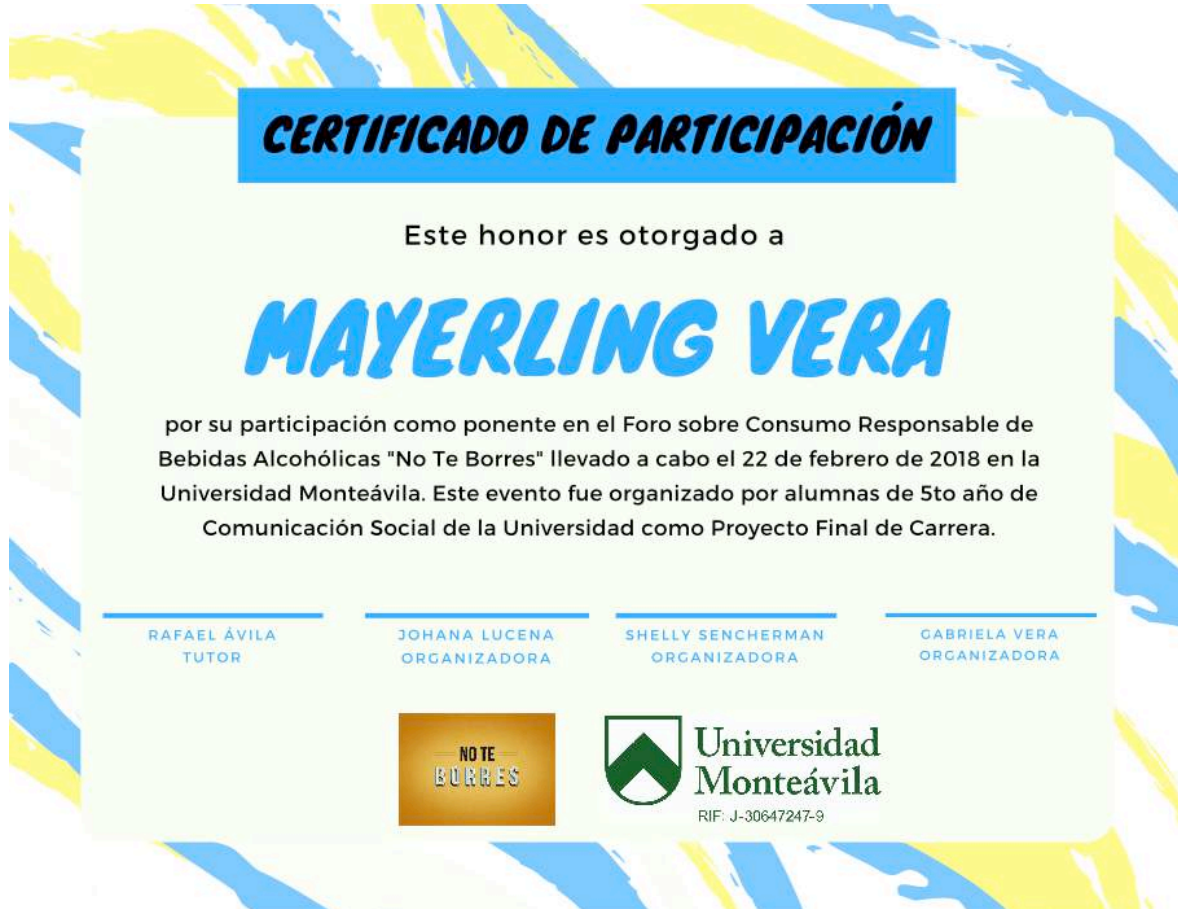 CERTIFICADO DE PARTICIPACIÓN
Este honor es otorgado a
MAYERLING VERA
por su participación como ponente en el Foro sobre Consumo Responsable de
Bebidas Alcohólicas "No Te Borres" llevado a cabo el 22 de febrero de 2018 en la
Universidad Monteávila. Este evento fue organizado por alumnas de 5to año de
Comunicación Social de la Universidad como Proyecto Final de Carrera.
RAFAEL ÁVILA
TUTOR
JOHANA LUCENA
ORGANIZADORA
SHELLY SENCHERMAN
ORGANIZADORA
GABRIELA VERA
ORGANIZADORA
NO TE
BORRES
Universidad
Monteávila
RIF: J-30647247-9